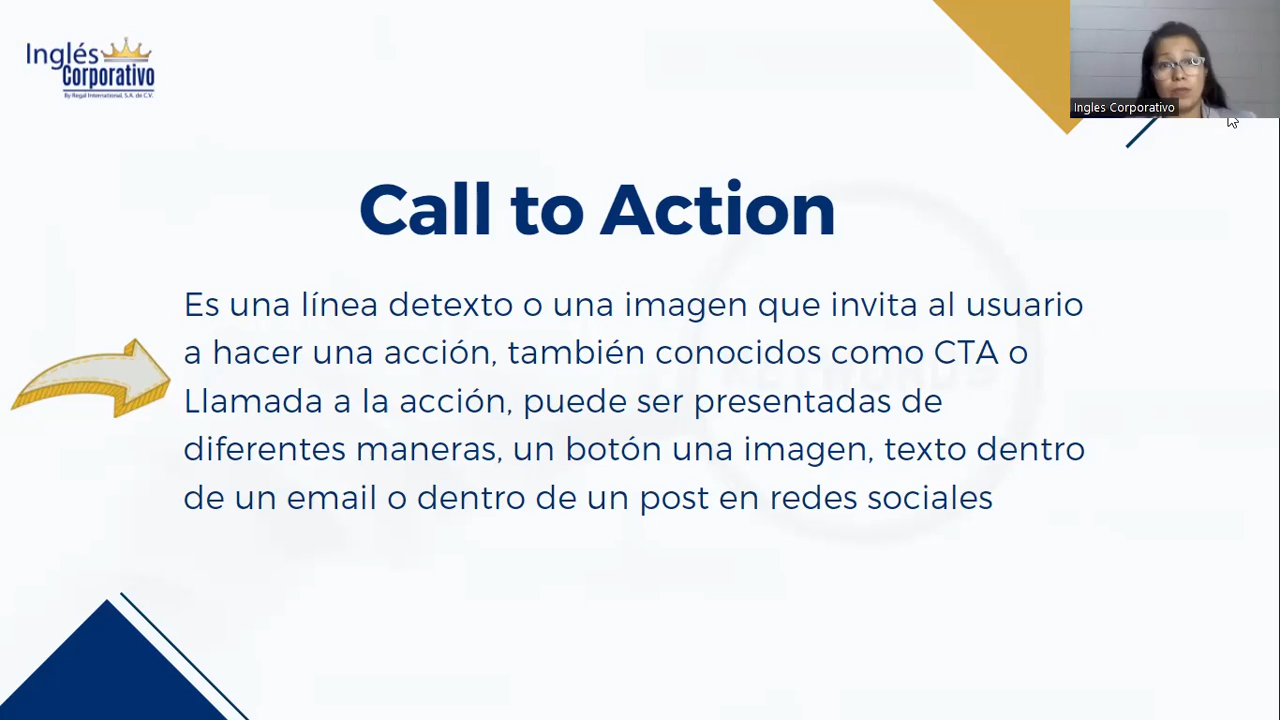 Inglés
Corporativo
By Regal International, S.A. de C.V.
Ingles Corporativo
Call to Action
Es una línea detexto o una imagen que invita al usuario
a hacer una acción, también conocidos como CTA o
Llamada a la acción, puede ser presentadas de
diferentes maneras, un botón una imagen, texto dentro
de un email o dentro de un post en redes sociales